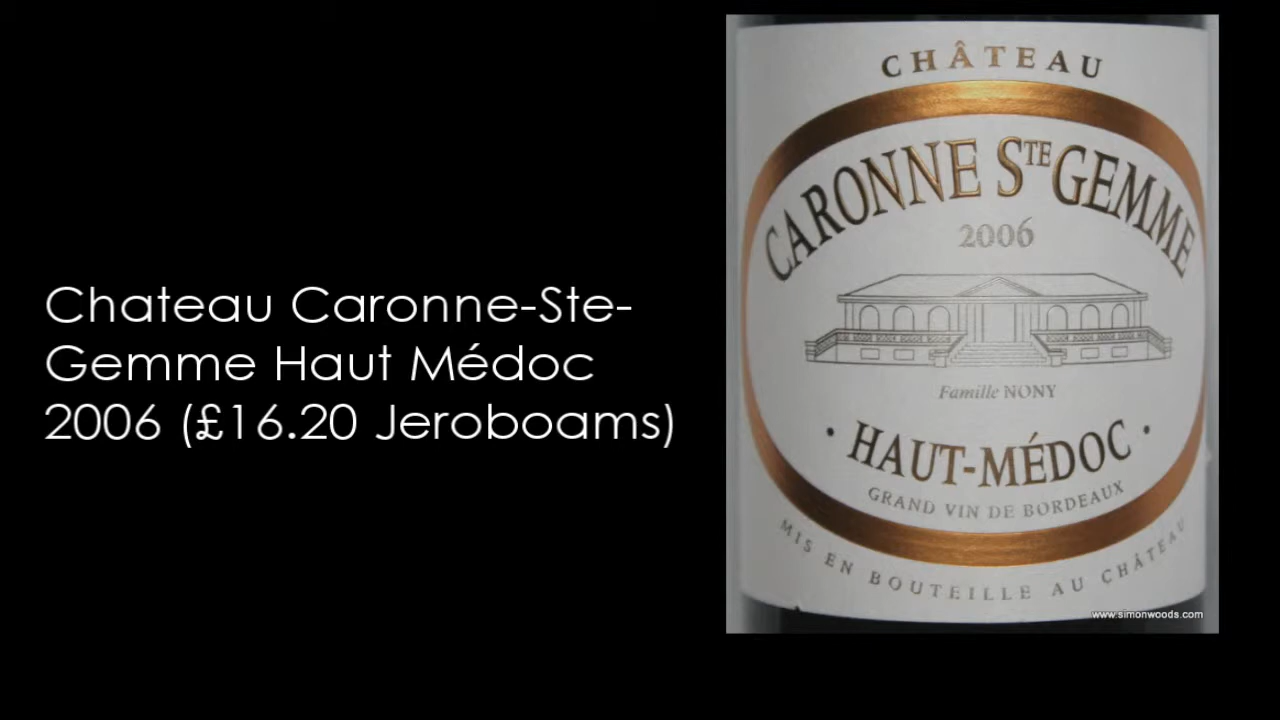 Chateau Caronne-Ste-
Gemme Haut Médoc
2006 (£16.20 Jeroboams)
CHÂTEAU
CARONNE STE GEMME
2006
Famille NONY
· HAUT-MÉDOC ·
GRAND VIN DE BORDEAUX
MIS EN BOUTEILLE AU CHÂTEAU
www.simonwoods.com